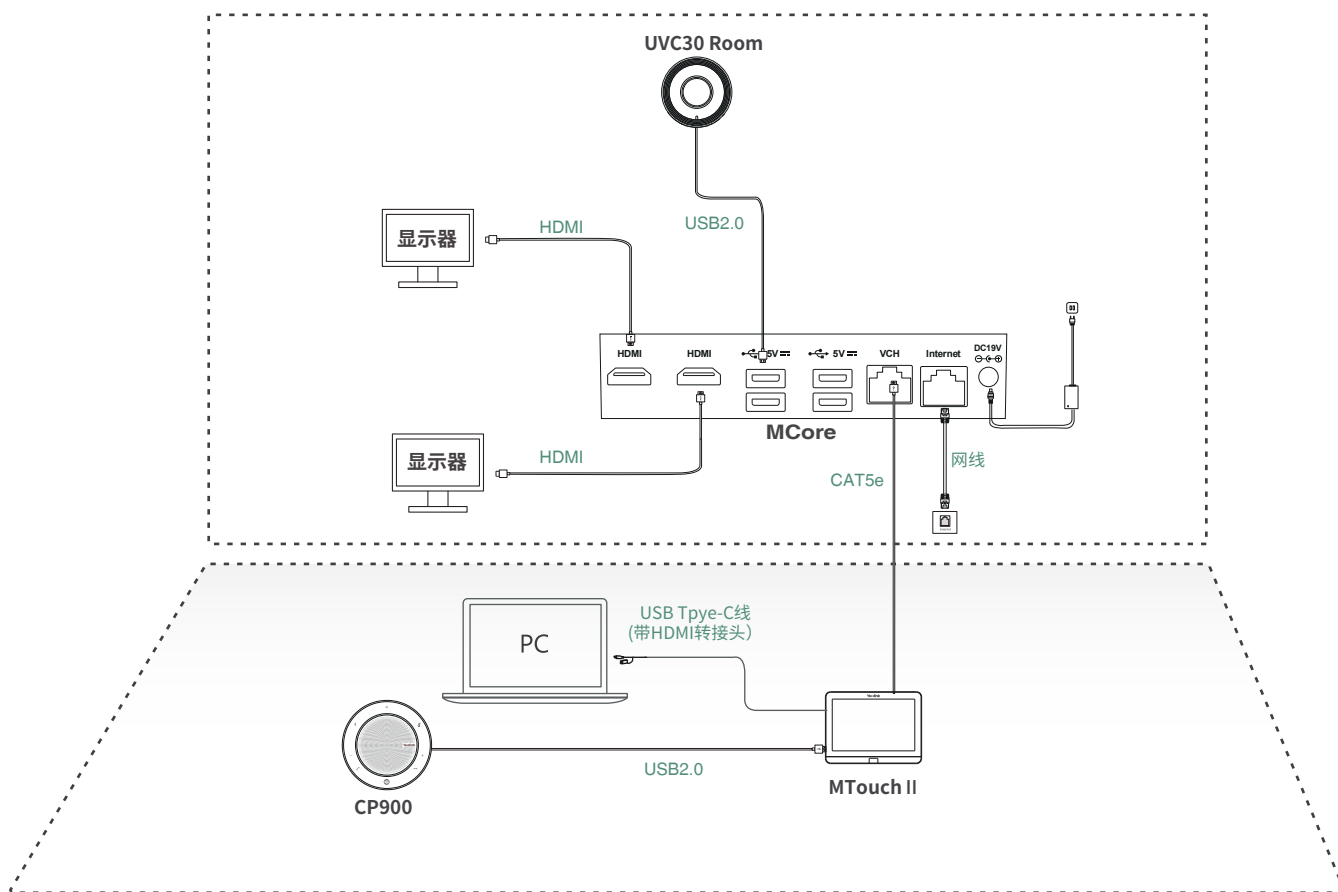 UVC30 Room
USB2.0
HDMI
显示器
HDMI
HDMI
5V
5V
VCH
Internet
DC19V
MCore
显示器
HDMI
CAT5e
网线
USB Tpye-C线
(带HDMI转接头）
PC
Yealink
USB2.0
MTouch II
CP900